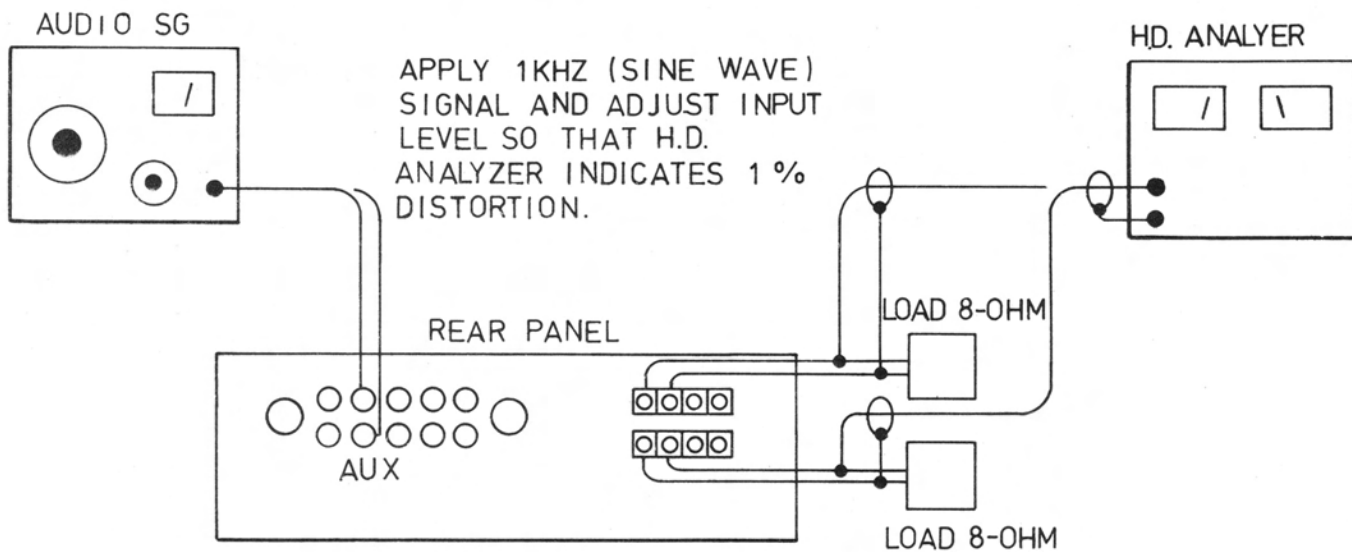 AUDIO SG
APPLY 1KHZ (SINE WAVE)
SIGNAL AND ADJUST INPUT
LEVEL SO THAT H.D.
ANALYZER INDICATES 1%
DISTORTION.
H.D. ANALYER
LOAD 8-OHM
REAR PANEL
AUX
LOAD 8-OHM